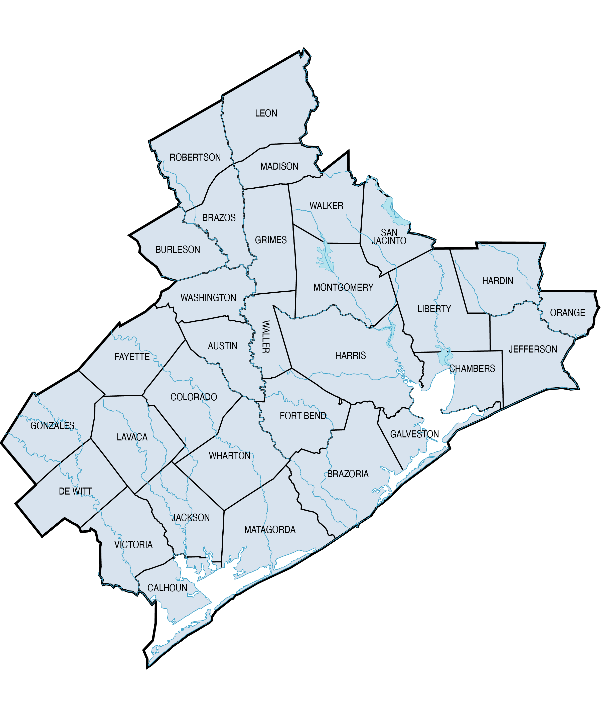 LEON
ROBERTSON
MADISON
WALKER
BRAZOS
SAN
JACINTO
GRIMES
BURLESON
HARDIN
MONTGOMERY
WASHINGTON
LIBERTY
ORANGE
WALLER
AUSTIN
JEFFERSON
FAYETTE
HARRIS
CHAMBERS
COLORADO
FORT BEND
GONZALES
LAVACA
GALVESTON
WHARTON
BRAZORIA
DE WITT
JACKSON
MATAGORDA
VICTORIA
CALHOUN